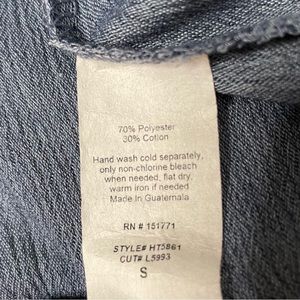 70% Polyester
30% Cotton
Hand wash cold separately,
only non-chlorine bleach
when needed, flat dry,
warm iron if needed
Made In Guatemala
RN # 151771
STYLE# HT5861
CUT# L5993
S